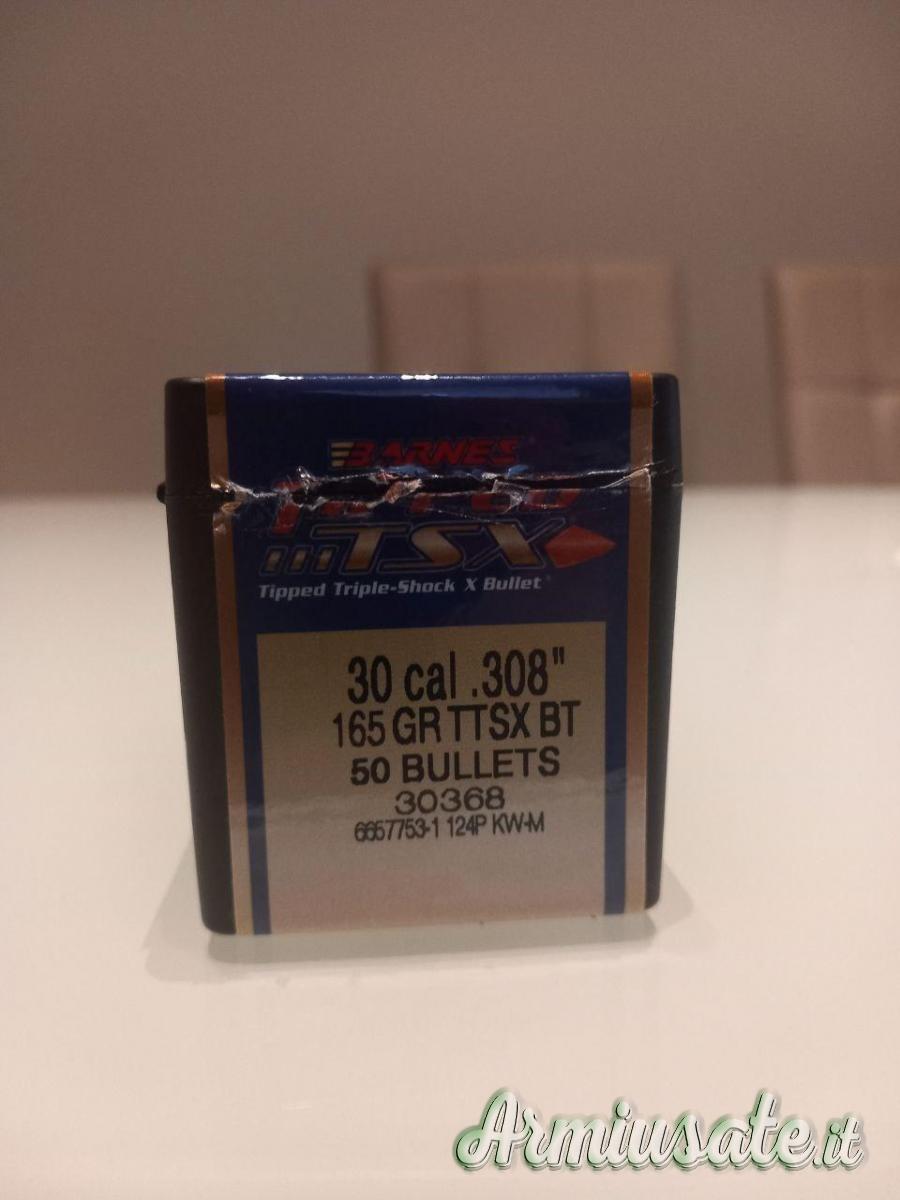 BARNES
TIPPED
TSX
Tipped Triple-Shock X Bullet®
30 cal .308"
165 GR TTSX BT
50 BULLETS
30368
6657753-1 124P KW-M
Armiusate.it